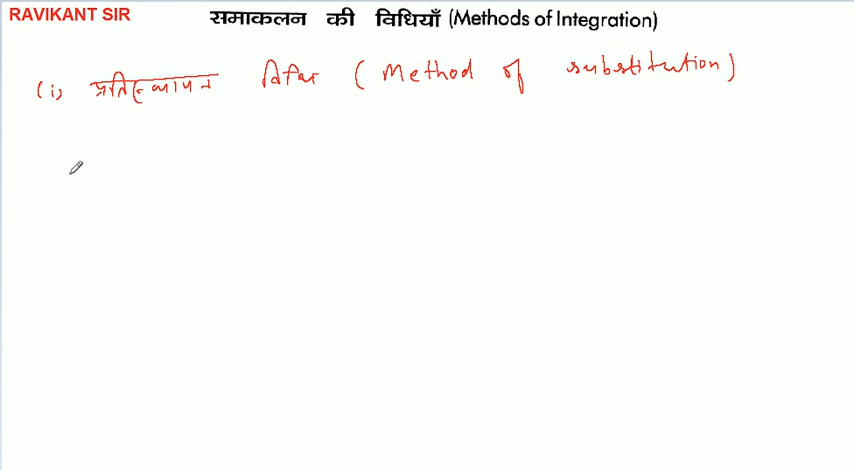 RAVIKANT SIR
समाकलन की विधियाँ (Methods of Integration)
(i) प्रतिस्थापन विधि (Method of substitution)